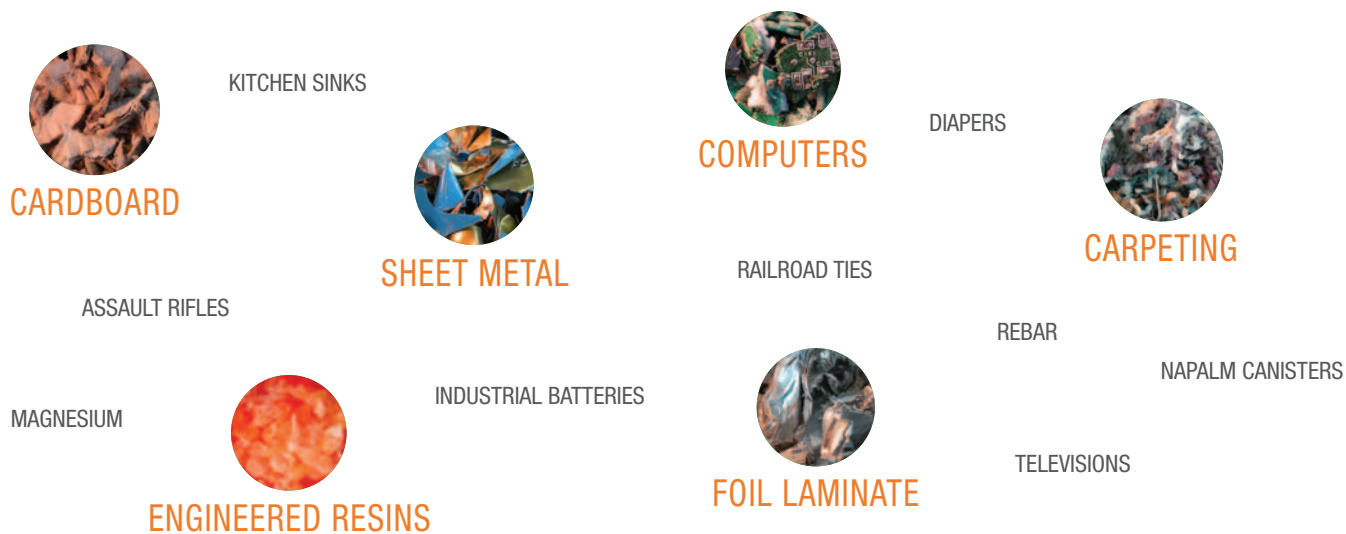 KITCHEN SINKS
COMPUTERS
DIAPERS
CARDBOARD
SHEET METAL
CARPETING
RAILROAD TIES
ASSAULT RIFLES
REBAR
NAPALM CANISTERS
INDUSTRIAL BATTERIES
MAGNESIUM
TELEVISIONS
FOIL LAMINATE
ENGINEERED RESINS